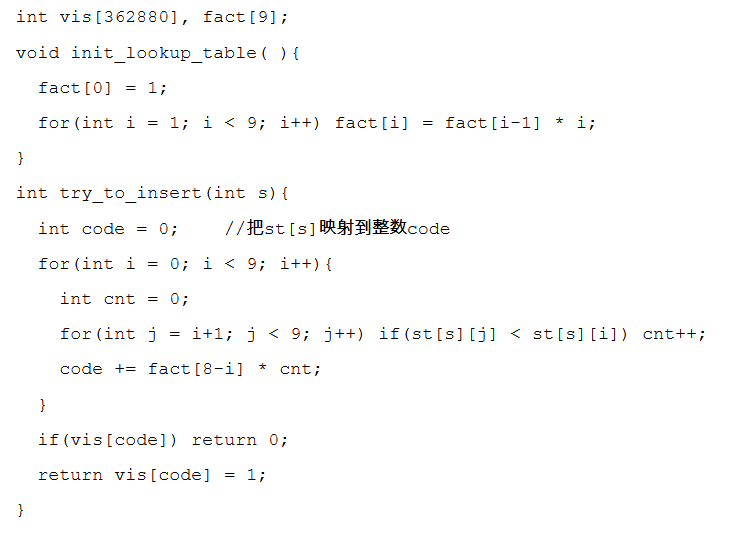 int vis[362880], fact[9];
void init_lookup_table( ){
  fact[0] = 1;
  for(int i = 1; i < 9; i++) fact[i] = fact[i-1] * i;
}
int try_to_insert(int s){
  int code = 0;    //把st[s]映射到整数code
  for(int i = 0; i < 9; i++){
    int cnt = 0;
    for(int j = i+1; j < 9; j++) if(st[s][j] < st[s][i]) cnt++;
    code += fact[8-i] * cnt;
  }
  if(vis[code]) return 0;
  return vis[code] = 1;
}